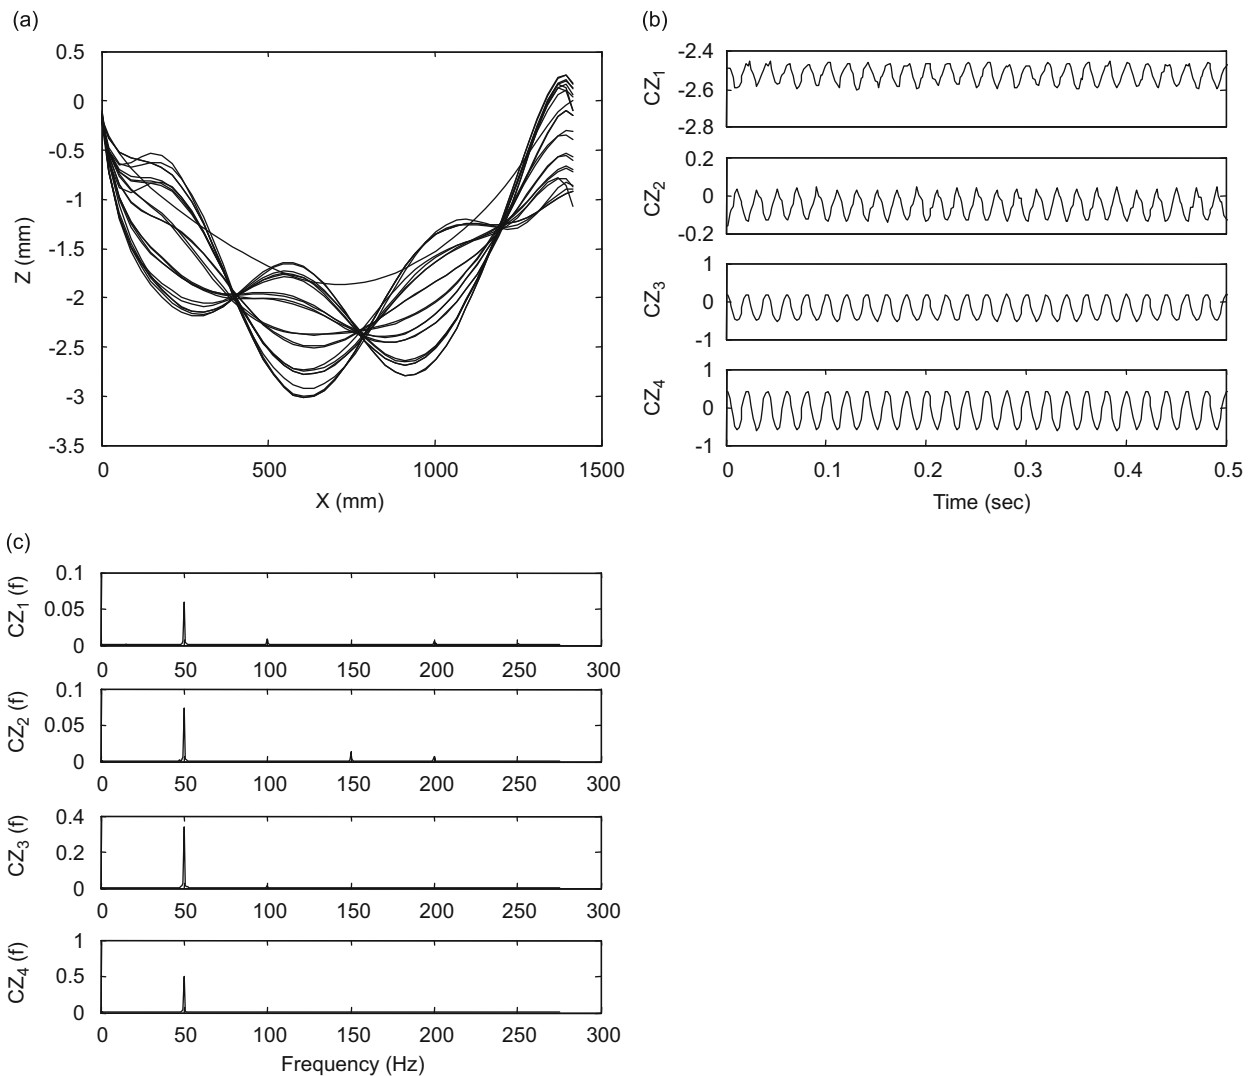 (a)
0.5
0
-0.5
-1
-1.5
-2
-2.5
-3
-3.5
Z (mm)
0 500 1000 1500
X (mm)
(b)
-2.4
-2.6
-2.8
CZ1
0.2
0
-0.2
CZ2
1
0
-1
CZ3
1
0
-1
CZ4
0 0.1 0.2 0.3 0.4 0.5
Time (sec)
(c)
0.1
0.05
0
CZ1 (f)
0 50 100 150 200 250 300
0.1
0.05
0
CZ2 (f)
0 50 100 150 200 250 300
0.4
0.2
0
CZ3 (f)
0 50 100 150 200 250 300
1
0.5
0
CZ4 (f)
0 50 100 150 200 250 300
Frequency (Hz)